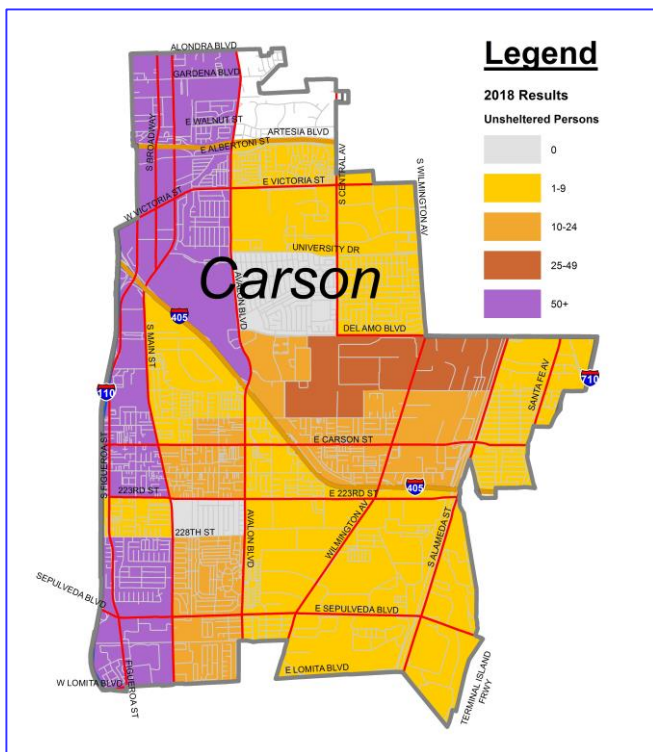 ALONDRA BLVD
GARDENA BLVD
E WALNUT ST
S BROADWAY
ARTESIA BLVD
E ALBERTONI ST
E VICTORIA ST
W VICTORIA ST
S CENTRAL AV
S WILMINGTON AV
UNIVERSITY DR
Carson
AVALON BLVD
405
DEL AMO BLVD
S MAIN ST
110
SANTA FE AV
710
E CARSON ST
S FIGUEROA ST
223RD ST
E 223RD ST
405
228TH ST
AVALON BLVD
WILMINGTON AV
S ALAMEDA ST
SEPULVEDA BLVD
E SEPULVEDA BLVD
E LOMITA BLVD
W LOMITA BLVD
FIGUEROA ST
TERMINAL ISLAND
FRWY
Legend
2018 Results
Unsheltered Persons
0
1-9
10-24
25-49
50+